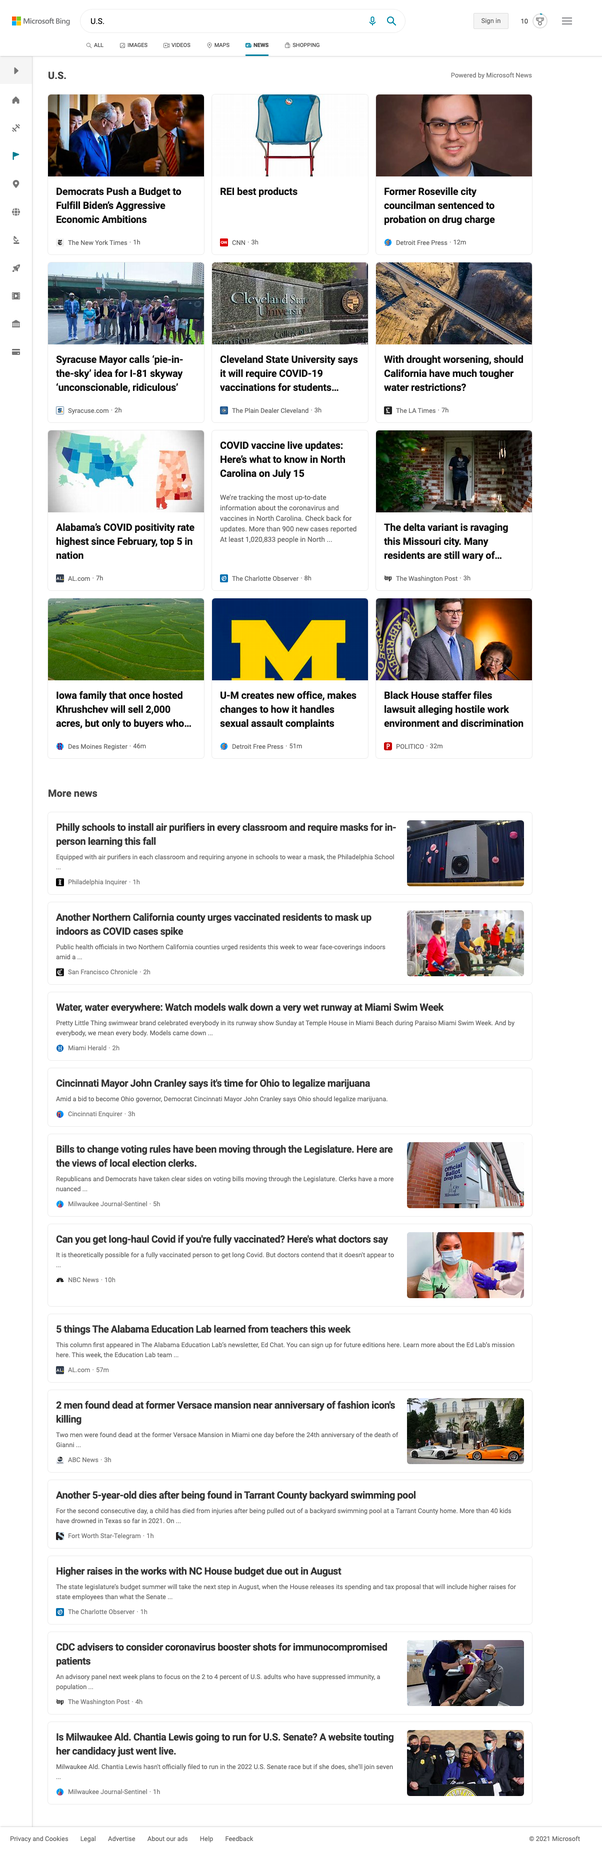 Microsoft Bing
U.S.
Sign in
10
ALL
IMAGES
VIDEOS
MAPS
NEWS
SHOPPING
U.S.
Powered by Microsoft News
Democrats Push a Budget to
Fulfill Biden's Aggressive
Economic Ambitions
The New York Times · 1h
REI best products
CNN · 3h
Former Roseville city
councilman sentenced to
probation on drug charge
Detroit Free Press · 12m
Syracuse Mayor calls 'pie-in-
the-sky' idea for I-81 skyway
'unconscionable, ridiculous'
Syracuse.com · 2h
Cleveland State
University
Cleveland State University says
it will require COVID-19
vaccinations for students...
The Plain Dealer Cleveland · 3h
With drought worsening, should
California have much tougher
water restrictions?
The LA Times · 7h
Alabama's COVID positivity rate
highest since February, top 5 in
nation
AL.com · 7h
COVID vaccine live updates:
Here's what to know in North
Carolina on July 15
We're tracking the most up-to-date
information about the coronavirus and
vaccines in North Carolina. Check back for
updates. More than 900 new cases reported
At least 1,020,833 people in North ...
The Charlotte Observer · 8h
The delta variant is ravaging
this Missouri city. Many
residents are still wary of...
The Washington Post · 3h
Iowa family that once hosted
Khrushchev will sell 2,000
acres, but only to buyers who...
Des Moines Register · 46m
M
U-M creates new office, makes
changes to how it handles
sexual assault complaints
Detroit Free Press · 51m
Black House staffer files
lawsuit alleging hostile work
environment and discrimination
POLITICO · 32m
More news
Philly schools to install air purifiers in every classroom and require masks for in-
person learning this fall
Equipped with air purifiers in each classroom and requiring anyone in schools to wear a mask, the Philadelphia School
...
Philadelphia Inquirer · 1h
Another Northern California county urges vaccinated residents to mask up
indoors as COVID cases spike
Public health officials in two Northern California counties urged residents this week to wear face-coverings indoors
amid a ...
San Francisco Chronicle · 2h
Water, water everywhere: Watch models walk down a very wet runway at Miami Swim Week
Pretty Little Thing swimwear brand celebrated everybody in its runway show Sunday at Temple House in Miami Beach during Paraiso Miami Swim Week. And by
everybody, we mean every body. Models came down ...
Miami Herald · 2h
Cincinnati Mayor John Cranley says it's time for Ohio to legalize marijuana
Amid a bid to become Ohio governor, Democrat Cincinnati Mayor John Cranley says Ohio should legalize marijuana.
Cincinnati Enquirer · 3h
Bills to change voting rules have been moving through the Legislature. Here are
the views of local election clerks.
Republicans and Democrats have taken clear sides on voting bills moving through the Legislature. Clerks have a more
nuanced ...
Milwaukee Journal-Sentinel · 5h
Official
Ballot
Drop Box
Can you get long-haul Covid if you're fully vaccinated? Here's what doctors say
It is theoretically possible for a fully vaccinated person to get long Covid. But doctors contend that it doesn't appear to
...
NBC News · 10h
5 things The Alabama Education Lab learned from teachers this week
This column first appeared in The Alabama Education Lab's newsletter, Ed Chat. You can sign up for future editions here. Learn more about the Ed Lab's mission
here. This week, the Education Lab team ...
AL.com · 57m
2 men found dead at former Versace mansion near anniversary of fashion icon's
killing
Two men were found dead at the former Versace Mansion in Miami one day before the 24th anniversary of the death of
Gianni ...
ABC News · 3h
Another 5-year-old dies after being found in Tarrant County backyard swimming pool
For the second consecutive day, a child has died from injuries after being pulled out of a backyard swimming pool at a Tarrant County home. More than 40 kids
have drowned in Texas so far in 2021. On ...
Fort Worth Star-Telegram · 1h
Higher raises in the works with NC House budget due out in August
The state legislature's budget summer will take the next step in August, when the House releases its spending and tax proposal that will include higher raises for
state employees than what the Senate ...
The Charlotte Observer · 1h
CDC advisers to consider coronavirus booster shots for immunocompromised
patients
An advisory panel next week plans to focus on the 2 to 4 percent of U.S. adults who have suppressed immunity, a
population ...
The Washington Post · 4h
Is Milwaukee Ald. Chantia Lewis going to run for U.S. Senate? A website touting
her candidacy just went live.
Milwaukee Ald. Chantia Lewis hasn't officially filed to run in the 2022 U.S. Senate race but if she does, she'll join seven
...
Milwaukee Journal-Sentinel · 1h
Privacy and Cookies
Legal
Advertise
About our ads
Help
Feedback
© 2021 Microsoft